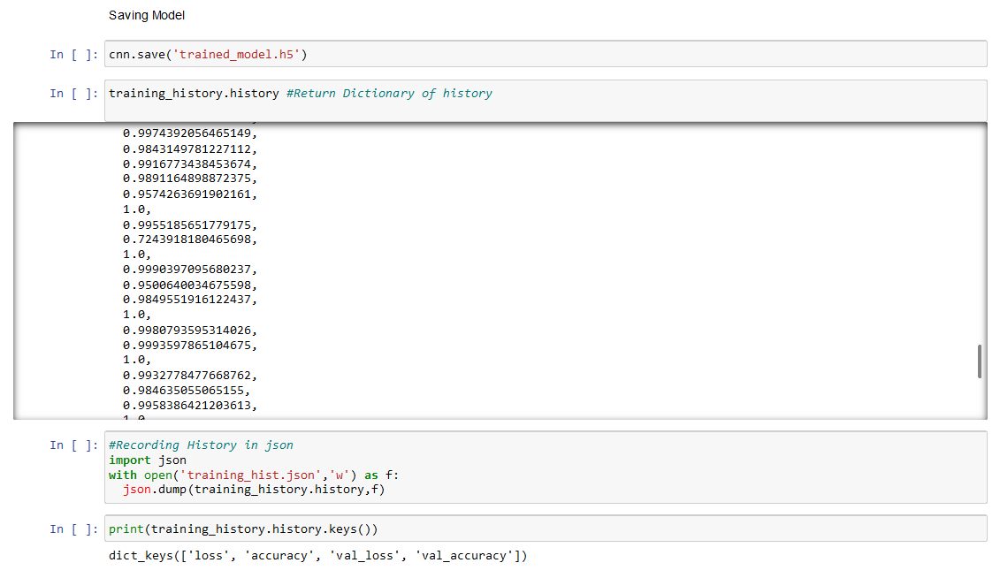 Saving Model
In [ ]: cnn.save('trained_model.h5')
In [ ]: training_history.history #Return Dictionary of history
0.9974392056465149,
0.9843149781227112,
0.9916773438453674,
0.9891164898872375,
0.9574263691902161,
1.0,
0.9955185651779175,
0.7243918180465698,
1.0,
0.9990397095680237,
0.9500640034675598,
0.9849551916122437,
1.0,
0.9980793595314026,
0.9993597865104675,
1.0,
0.9932778477668762,
0.984635055065155,
0.9958386421203613,
1.0
In [ ]: #Recording History in json
import json
with open('training_hist.json','w') as f:
  json.dump(training_history.history,f)
In [ ]: print(training_history.history.keys())
dict_keys(['loss', 'accuracy', 'val_loss', 'val_accuracy'])